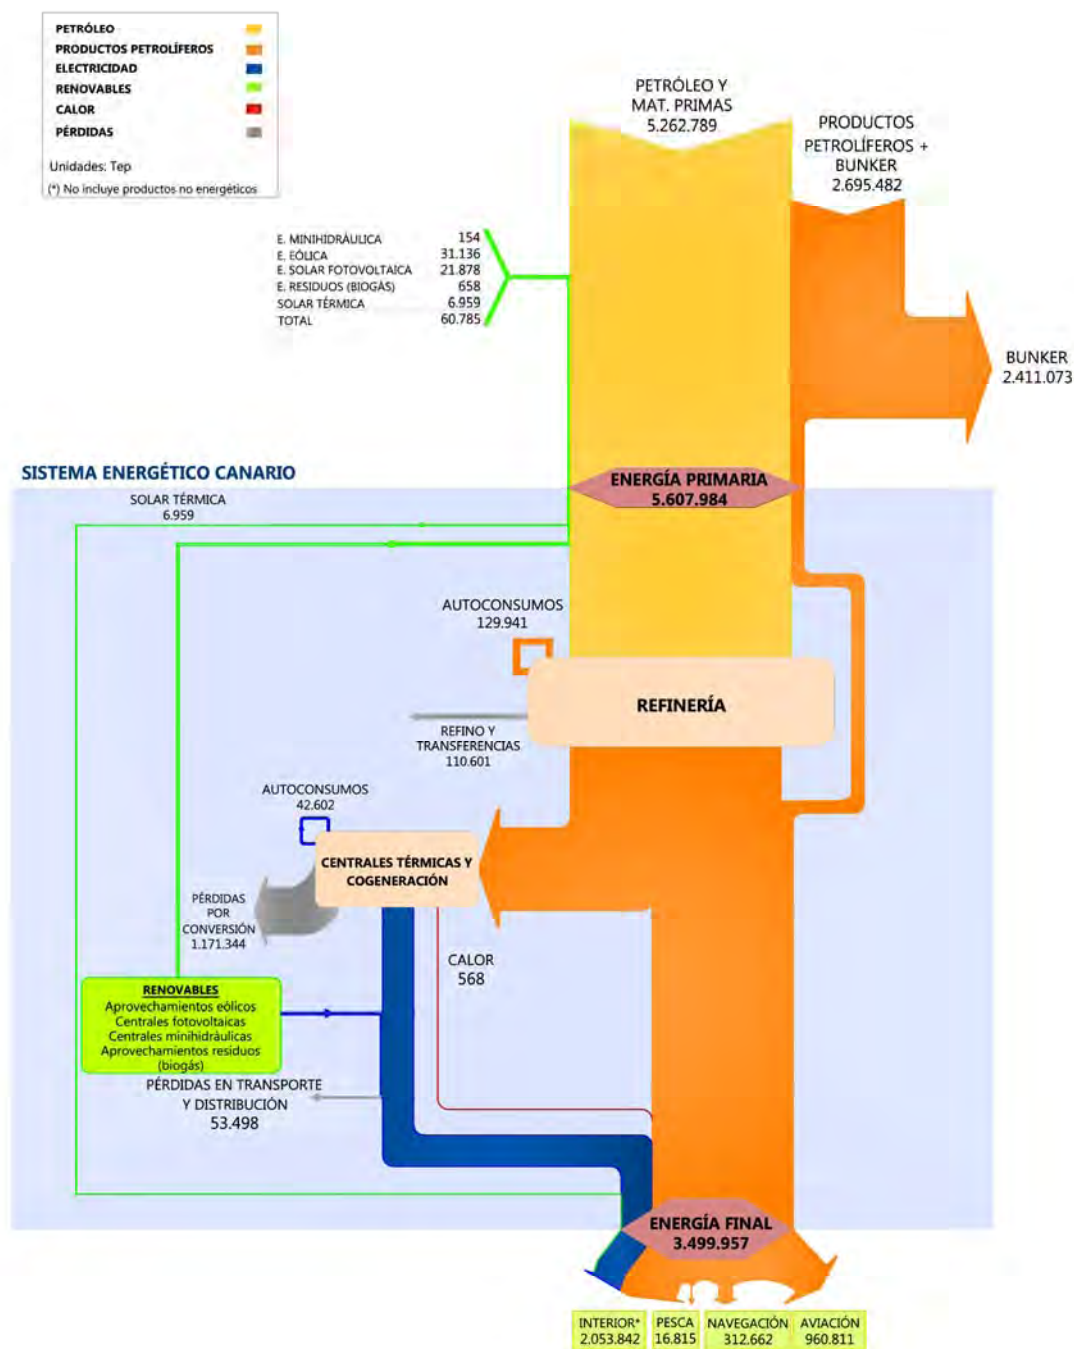 PETRÓLEO
PRODUCTOS PETROLÍFEROS
ELECTRICIDAD
RENOVABLES
CALOR
PÉRDIDAS
Unidades: Tep
(*) No incluye productos no energéticos
PETRÓLEO Y
MAT. PRIMAS
5.262.789
PRODUCTOS
PETROLÍFEROS +
BUNKER
2.695.482
E. MINIHIDRÁULICA 154
E. EÓLICA 31.136
E. SOLAR FOTOVOLTAICA 21.878
E. RESIDUOS (BIOGÁS) 658
SOLAR TÉRMICA 6.959
TOTAL 60.785
BUNKER
2.411.073
SISTEMA ENERGÉTICO CANARIO
ENERGÍA PRIMARIA
5.607.984
SOLAR TÉRMICA
6.959
AUTOCONSUMOS
129.941
REFINERÍA
REFINO Y
TRANSFERENCIAS
110.601
AUTOCONSUMOS
42.602
CENTRALES TÉRMICAS Y
COGENERACIÓN
PÉRDIDAS
POR
CONVERSIÓN
1.171.344
CALOR
568
RENOVABLES
Aprovechamientos eólicos
Centrales fotovoltaicas
Centrales minihidráulicas
Aprovechamientos residuos
(biogás)
PÉRDIDAS EN TRANSPORTE
Y DISTRIBUCIÓN
53.498
ENERGÍA FINAL
3.499.957
INTERIOR*
2.053.842
PESCA
16.815
NAVEGACIÓN
312.662
AVIACIÓN
960.811